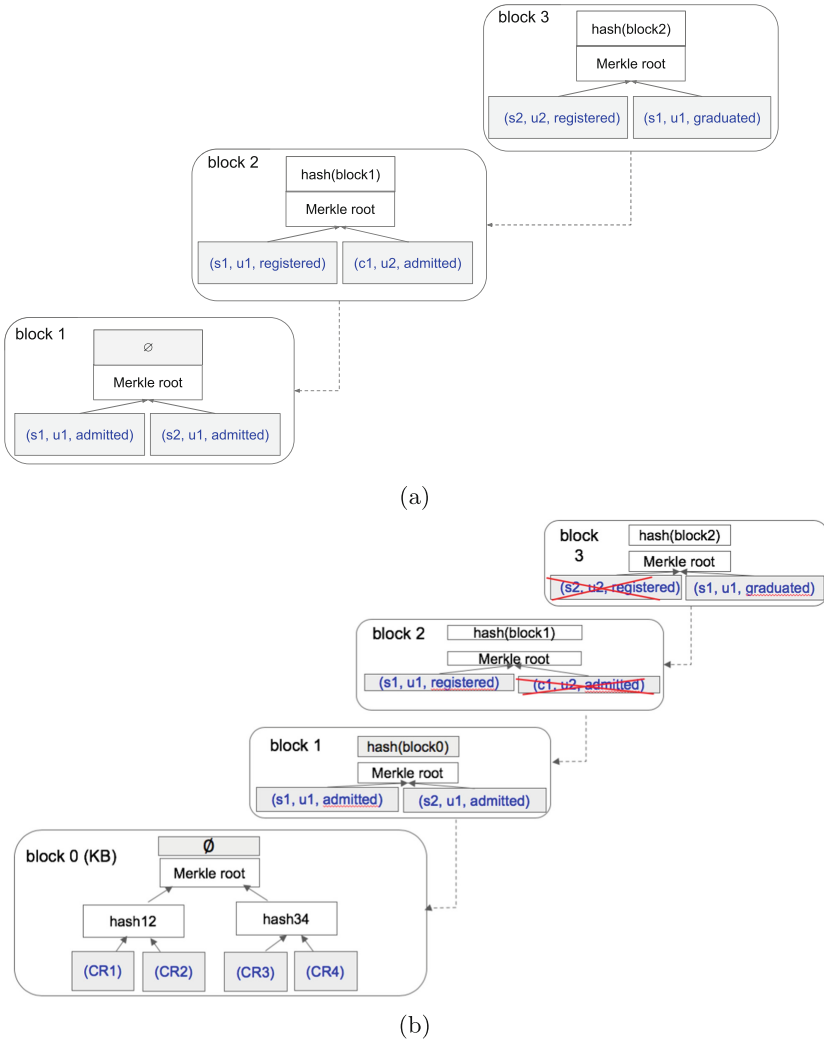 block 3
hash(block2)
Merkle root
(s2, u2, registered) (s1, u1, graduated)
block 2
hash(block1)
Merkle root
(s1, u1, registered) (c1, u2, admitted)
block 1
∅
Merkle root
(s1, u1, admitted) (s2, u1, admitted)
(a)
block
3
hash(block2)
Merkle root
(s2, u2, registered) (s1, u1, graduated)
block 2
hash(block1)
Merkle root
(s1, u1, registered) (c1, u2, admitted)
block 1
hash(block0)
Merkle root
(s1, u1, admitted) (s2, u1, admitted)
block 0 (KB)
Ø
Merkle root
hash12 hash34
(CR1) (CR2) (CR3) (CR4)
(b)